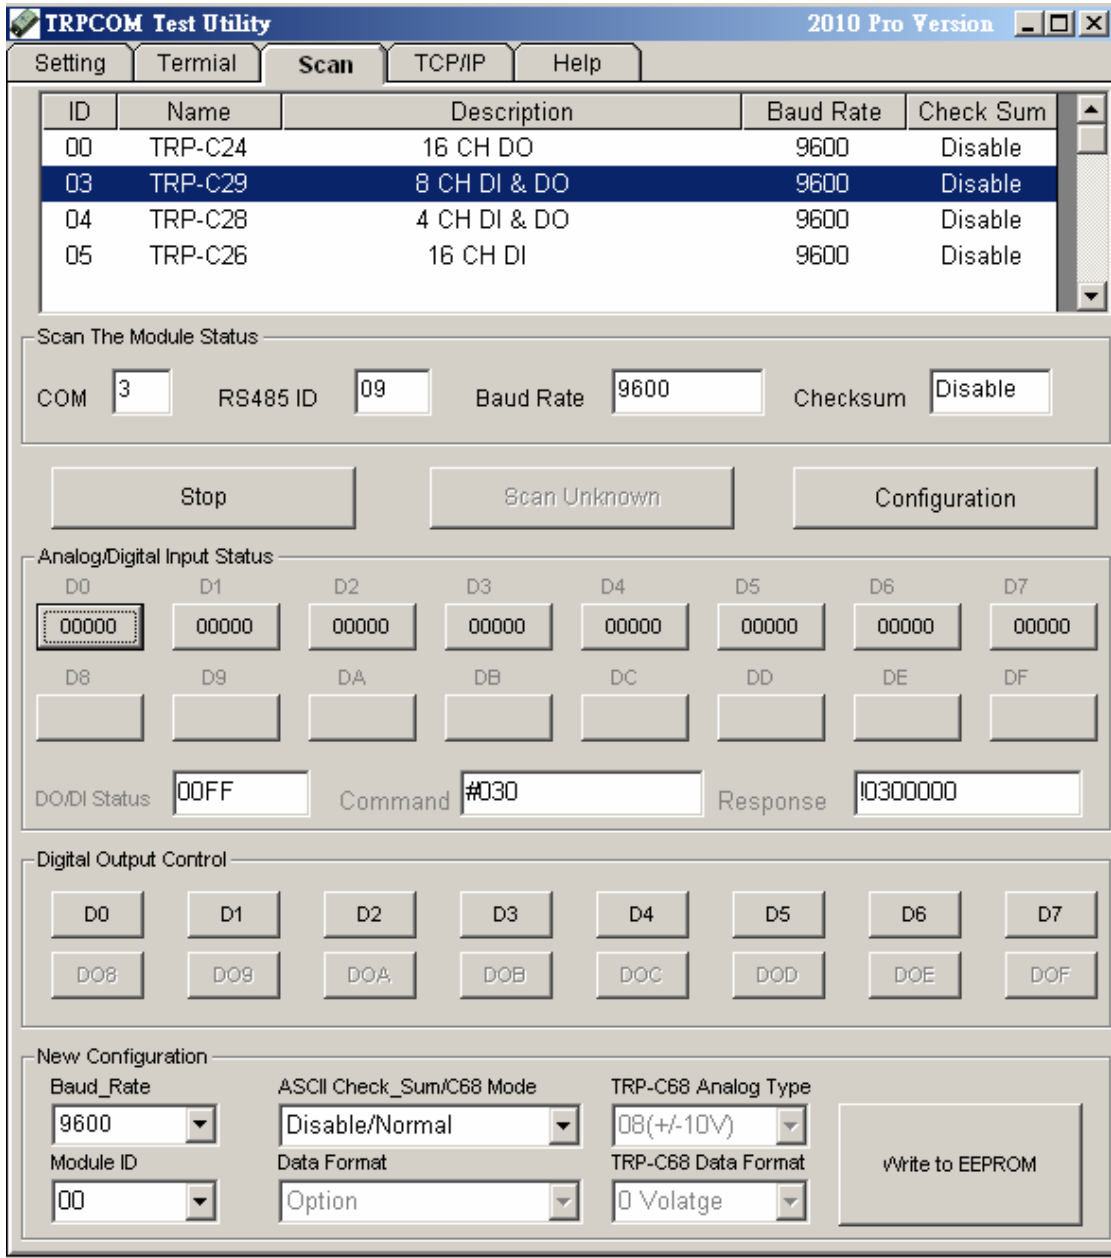 TRPCOM Test Utility 2010 Pro Version
Setting Termial Scan TCP/IP Help
ID Name Description Baud Rate Check Sum
00 TRP-C24 16 CH DO 9600 Disable
03 TRP-C29 8 CH DI & DO 9600 Disable
04 TRP-C28 4 CH DI & DO 9600 Disable
05 TRP-C26 16 CH DI 9600 Disable
Scan The Module Status
COM 3 RS485 ID 09 Baud Rate 9600 Checksum Disable
Stop Scan Unknown Configuration
Analog/Digital Input Status
D0 D1 D2 D3 D4 D5 D6 D7
00000 00000 00000 00000 00000 00000 00000 00000
D8 D9 DA DB DC DD DE DF
DO/DI Status 00FF Command #030 Response !0300000
Digital Output Control
D0 D1 D2 D3 D4 D5 D6 D7
DO8 DO9 DOA DOB DOC DOD DOE DOF
New Configuration
Baud_Rate ASCII Check_Sum/C68 Mode TRP-C68 Analog Type
9600 Disable/Normal 08(+/-10V)
Module ID Data Format TRP-C68 Data Format Write to EEPROM
00 Option 0 Volatge